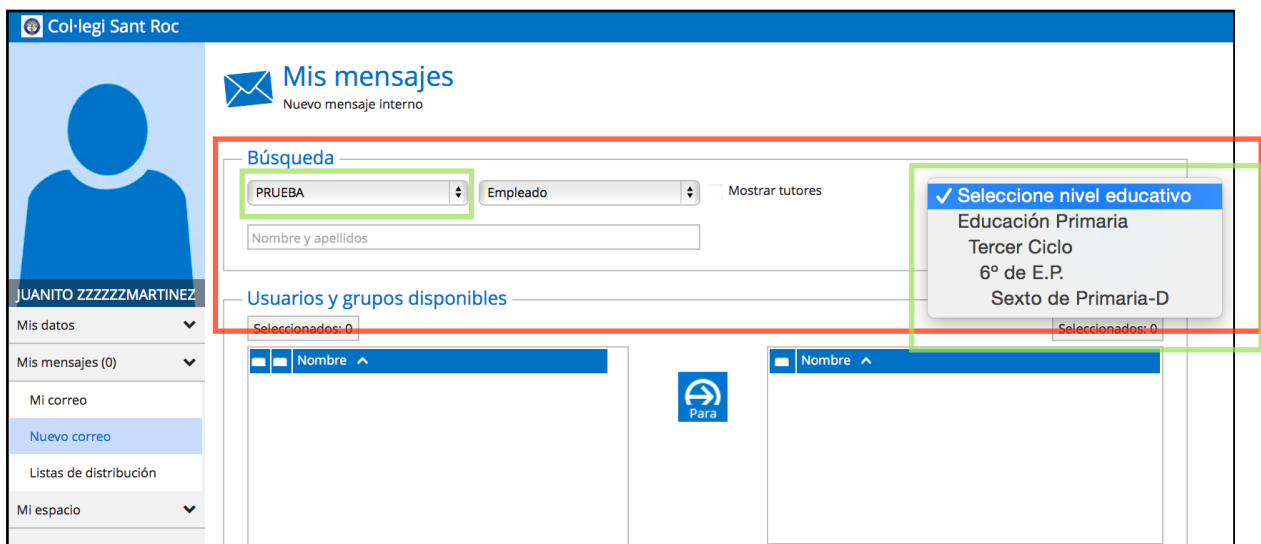 Col·legi Sant Roc
Mis mensajes
Nuevo mensaje interno
Búsqueda
PRUEBA
Empleado
Mostrar tutores
Nombre y apellidos
✓ Seleccione nivel educativo
Educación Primaria
Tercer Ciclo
6º de E.P.
Sexto de Primaria-D
JUANITO ZZZZZZMARTINEZ
Mis datos
Mis mensajes (0)
Mi correo
Nuevo correo
Listas de distribución
Mi espacio
Usuarios y grupos disponibles
Seleccionados: 0
Seleccionados: 0
Nombre
Para
Nombre